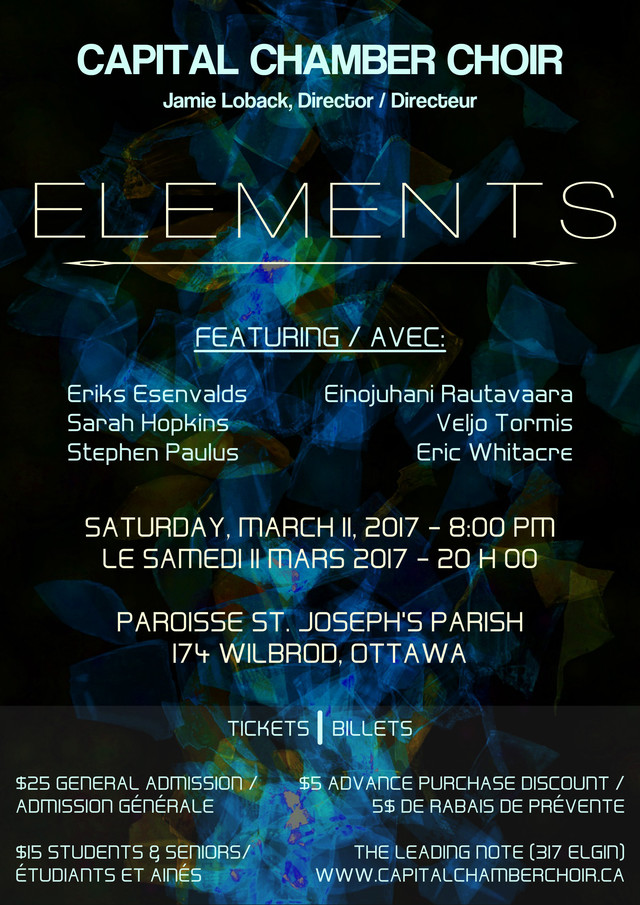 CAPITAL CHAMBER CHOIR
Jamie Loback, Director / Directeur
ELEMENTS
FEATURING / AVEC:
Eriks Esenvalds
Sarah Hopkins
Stephen Paulus
Einojuhani Rautavaara
Veljo Tormis
Eric Whitacre
SATURDAY, MARCH 11, 2017 - 8:00 PM
LE SAMEDI 11 MARS 2017 - 20 H 00
PAROISSE ST. JOSEPH'S PARISH
174 WILBROD, OTTAWA
TICKETS | BILLETS
$25 GENERAL ADMISSION /
ADMISSION GÉNÉRALE
$15 STUDENTS & SENIORS/
ÉTUDIANTS ET AINÉS
$5 ADVANCE PURCHASE DISCOUNT /
5$ DE RABAIS DE PRÉVENTE
THE LEADING NOTE (317 ELGIN)
WWW.CAPITALCHAMBERCHOIR.CA